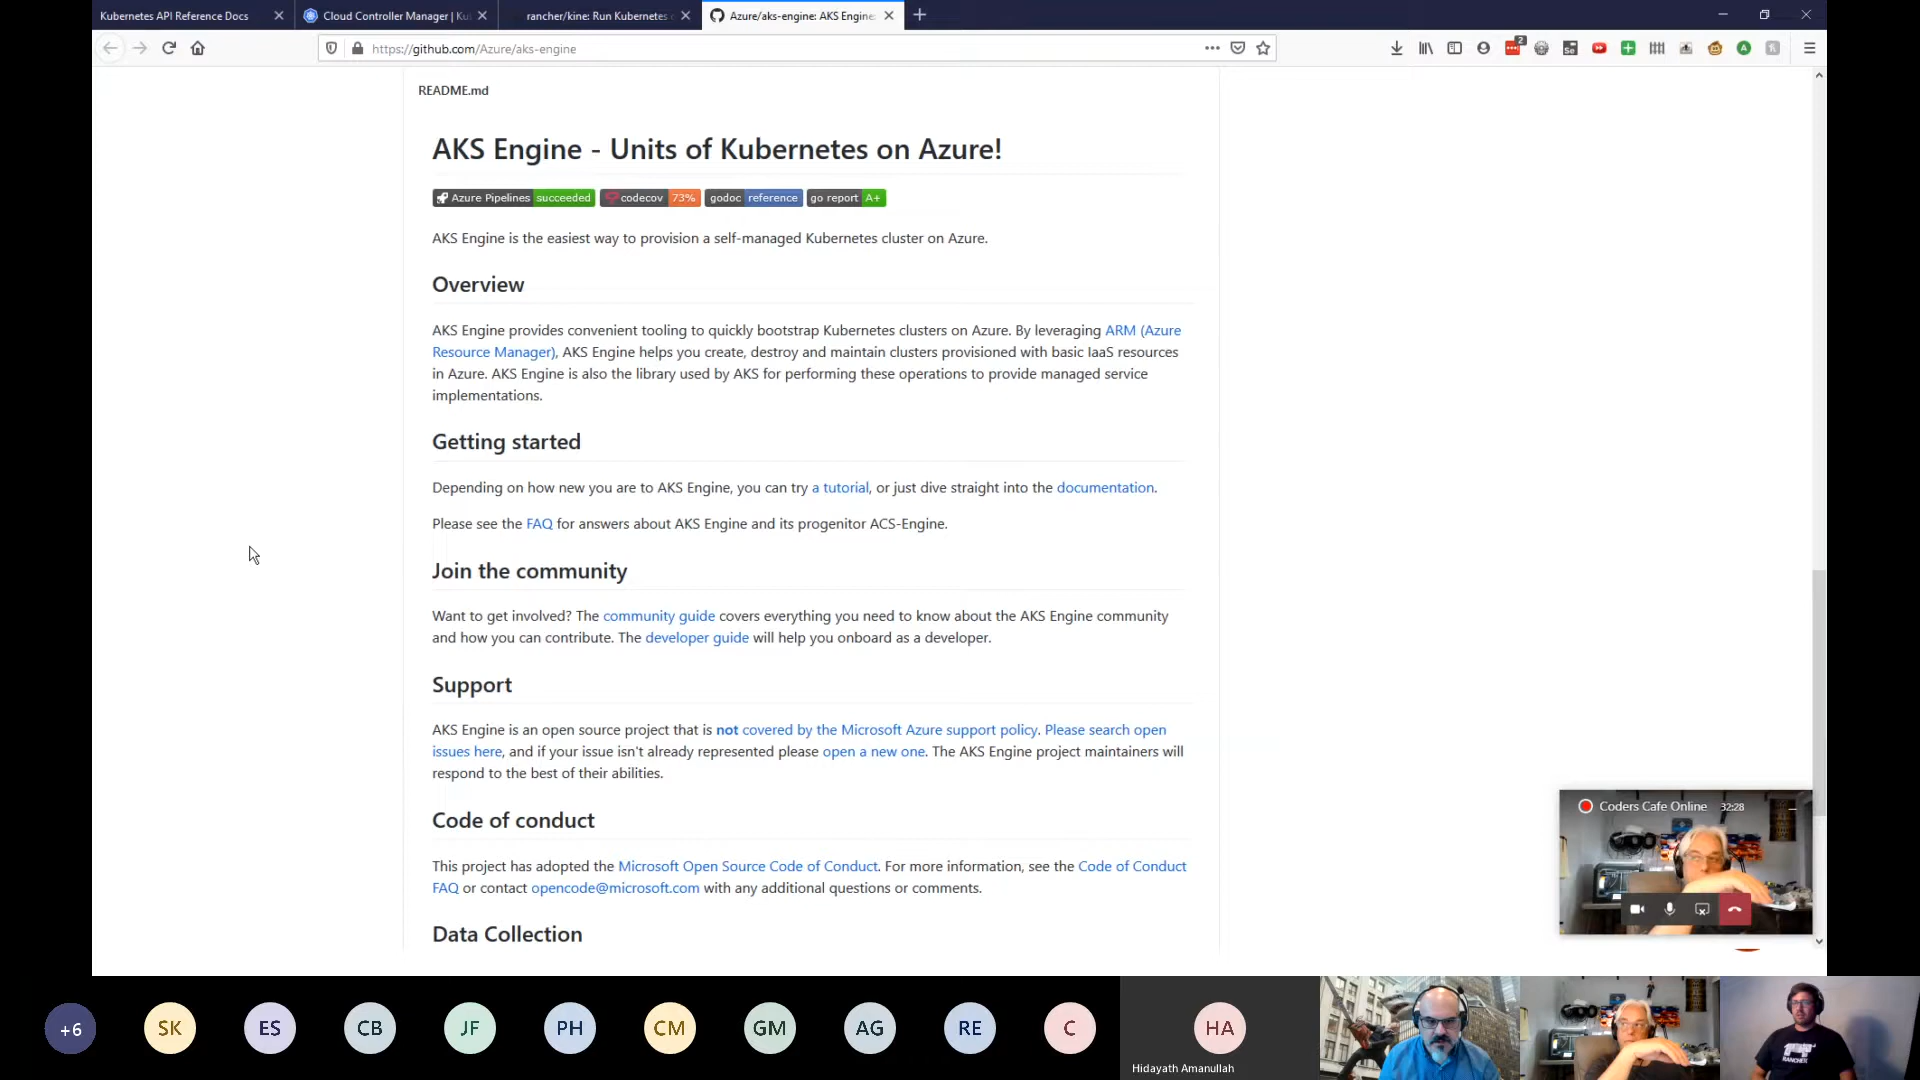 Kubernetes API Reference Docs
Cloud Controller Manager | Ku
rancher/kine: Run Kubernetes
Azure/aks-engine: AKS Engine:
https://github.com/Azure/aks-engine
2
README.md
AKS Engine - Units of Kubernetes on Azure!
Azure Pipelines succeeded codecov 73% godoc reference go report A+
AKS Engine is the easiest way to provision a self-managed Kubernetes cluster on Azure.
Overview
AKS Engine provides convenient tooling to quickly bootstrap Kubernetes clusters on Azure. By leveraging ARM (Azure
Resource Manager), AKS Engine helps you create, destroy and maintain clusters provisioned with basic IaaS resources
in Azure. AKS Engine is also the library used by AKS for performing these operations to provide managed service
implementations.
Getting started
Depending on how new you are to AKS Engine, you can try a tutorial, or just dive straight into the documentation.
Please see the FAQ for answers about AKS Engine and its progenitor ACS-Engine.
Join the community
Want to get involved? The community guide covers everything you need to know about the AKS Engine community
and how you can contribute. The developer guide will help you onboard as a developer.
Support
AKS Engine is an open source project that is not covered by the Microsoft Azure support policy. Please search open
issues here, and if your issue isn't already represented please open a new one. The AKS Engine project maintainers will
respond to the best of their abilities.
Code of conduct
This project has adopted the Microsoft Open Source Code of Conduct. For more information, see the Code of Conduct
FAQ or contact opencode@microsoft.com with any additional questions or comments.
Data Collection
Coders Cafe Online 32:28
+6 SK ES CB JF PH CM GM AG RE C HA
Hidayath Amanullah
RANCHER